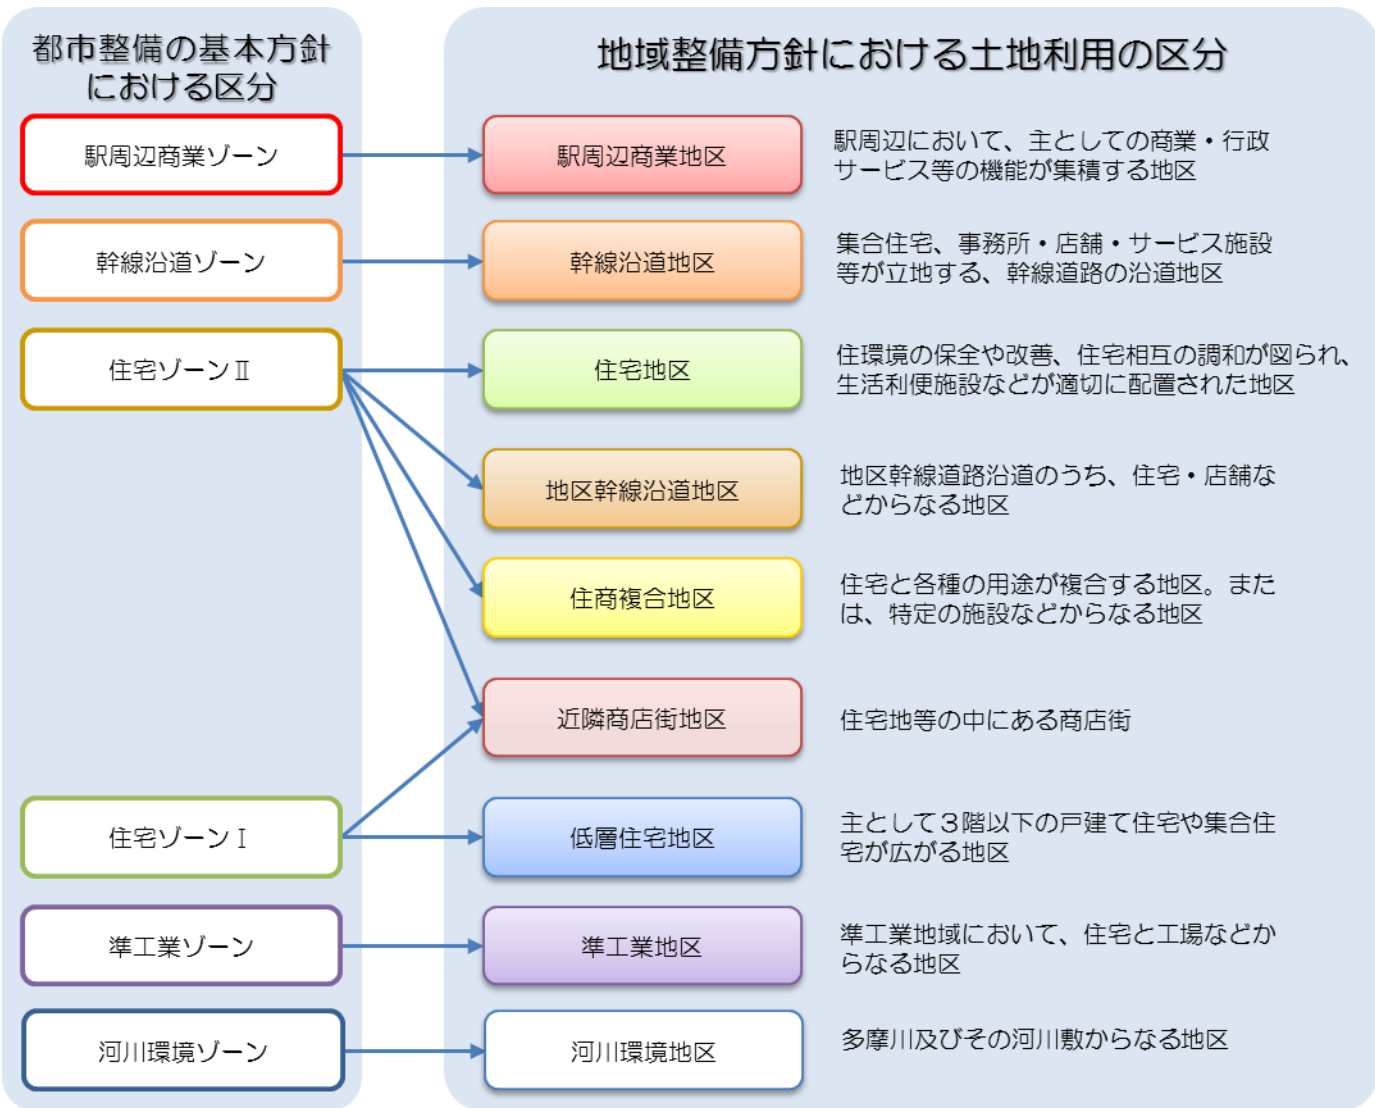 都市整備の基本方針
における区分
地域整備方針における土地利用の区分
駅周辺商業ゾーン
駅周辺商業地区
駅周辺において、主としての商業・行政
サービス等の機能が集積する地区
幹線沿道ゾーン
幹線沿道地区
集合住宅、事務所・店舗・サービス施設
等が立地する、幹線道路の沿道地区
住宅ゾーンⅡ
住宅地区
住環境の保全や改善、住宅相互の調和が図られ、
生活利便施設などが適切に配置された地区
地区幹線沿道地区
地区幹線道路沿道のうち、住宅・店舗な
どからなる地区
住商複合地区
住宅と各種の用途が複合する地区。また
は、特定の施設などからなる地区
近隣商店街地区
住宅地等の中にある商店街
住宅ゾーンⅠ
低層住宅地区
主として３階以下の戸建て住宅や集合住
宅が広がる地区
準工業ゾーン
準工業地区
準工業地域において、住宅と工場などか
らなる地区
河川環境ゾーン
河川環境地区
多摩川及びその河川敷からなる地区